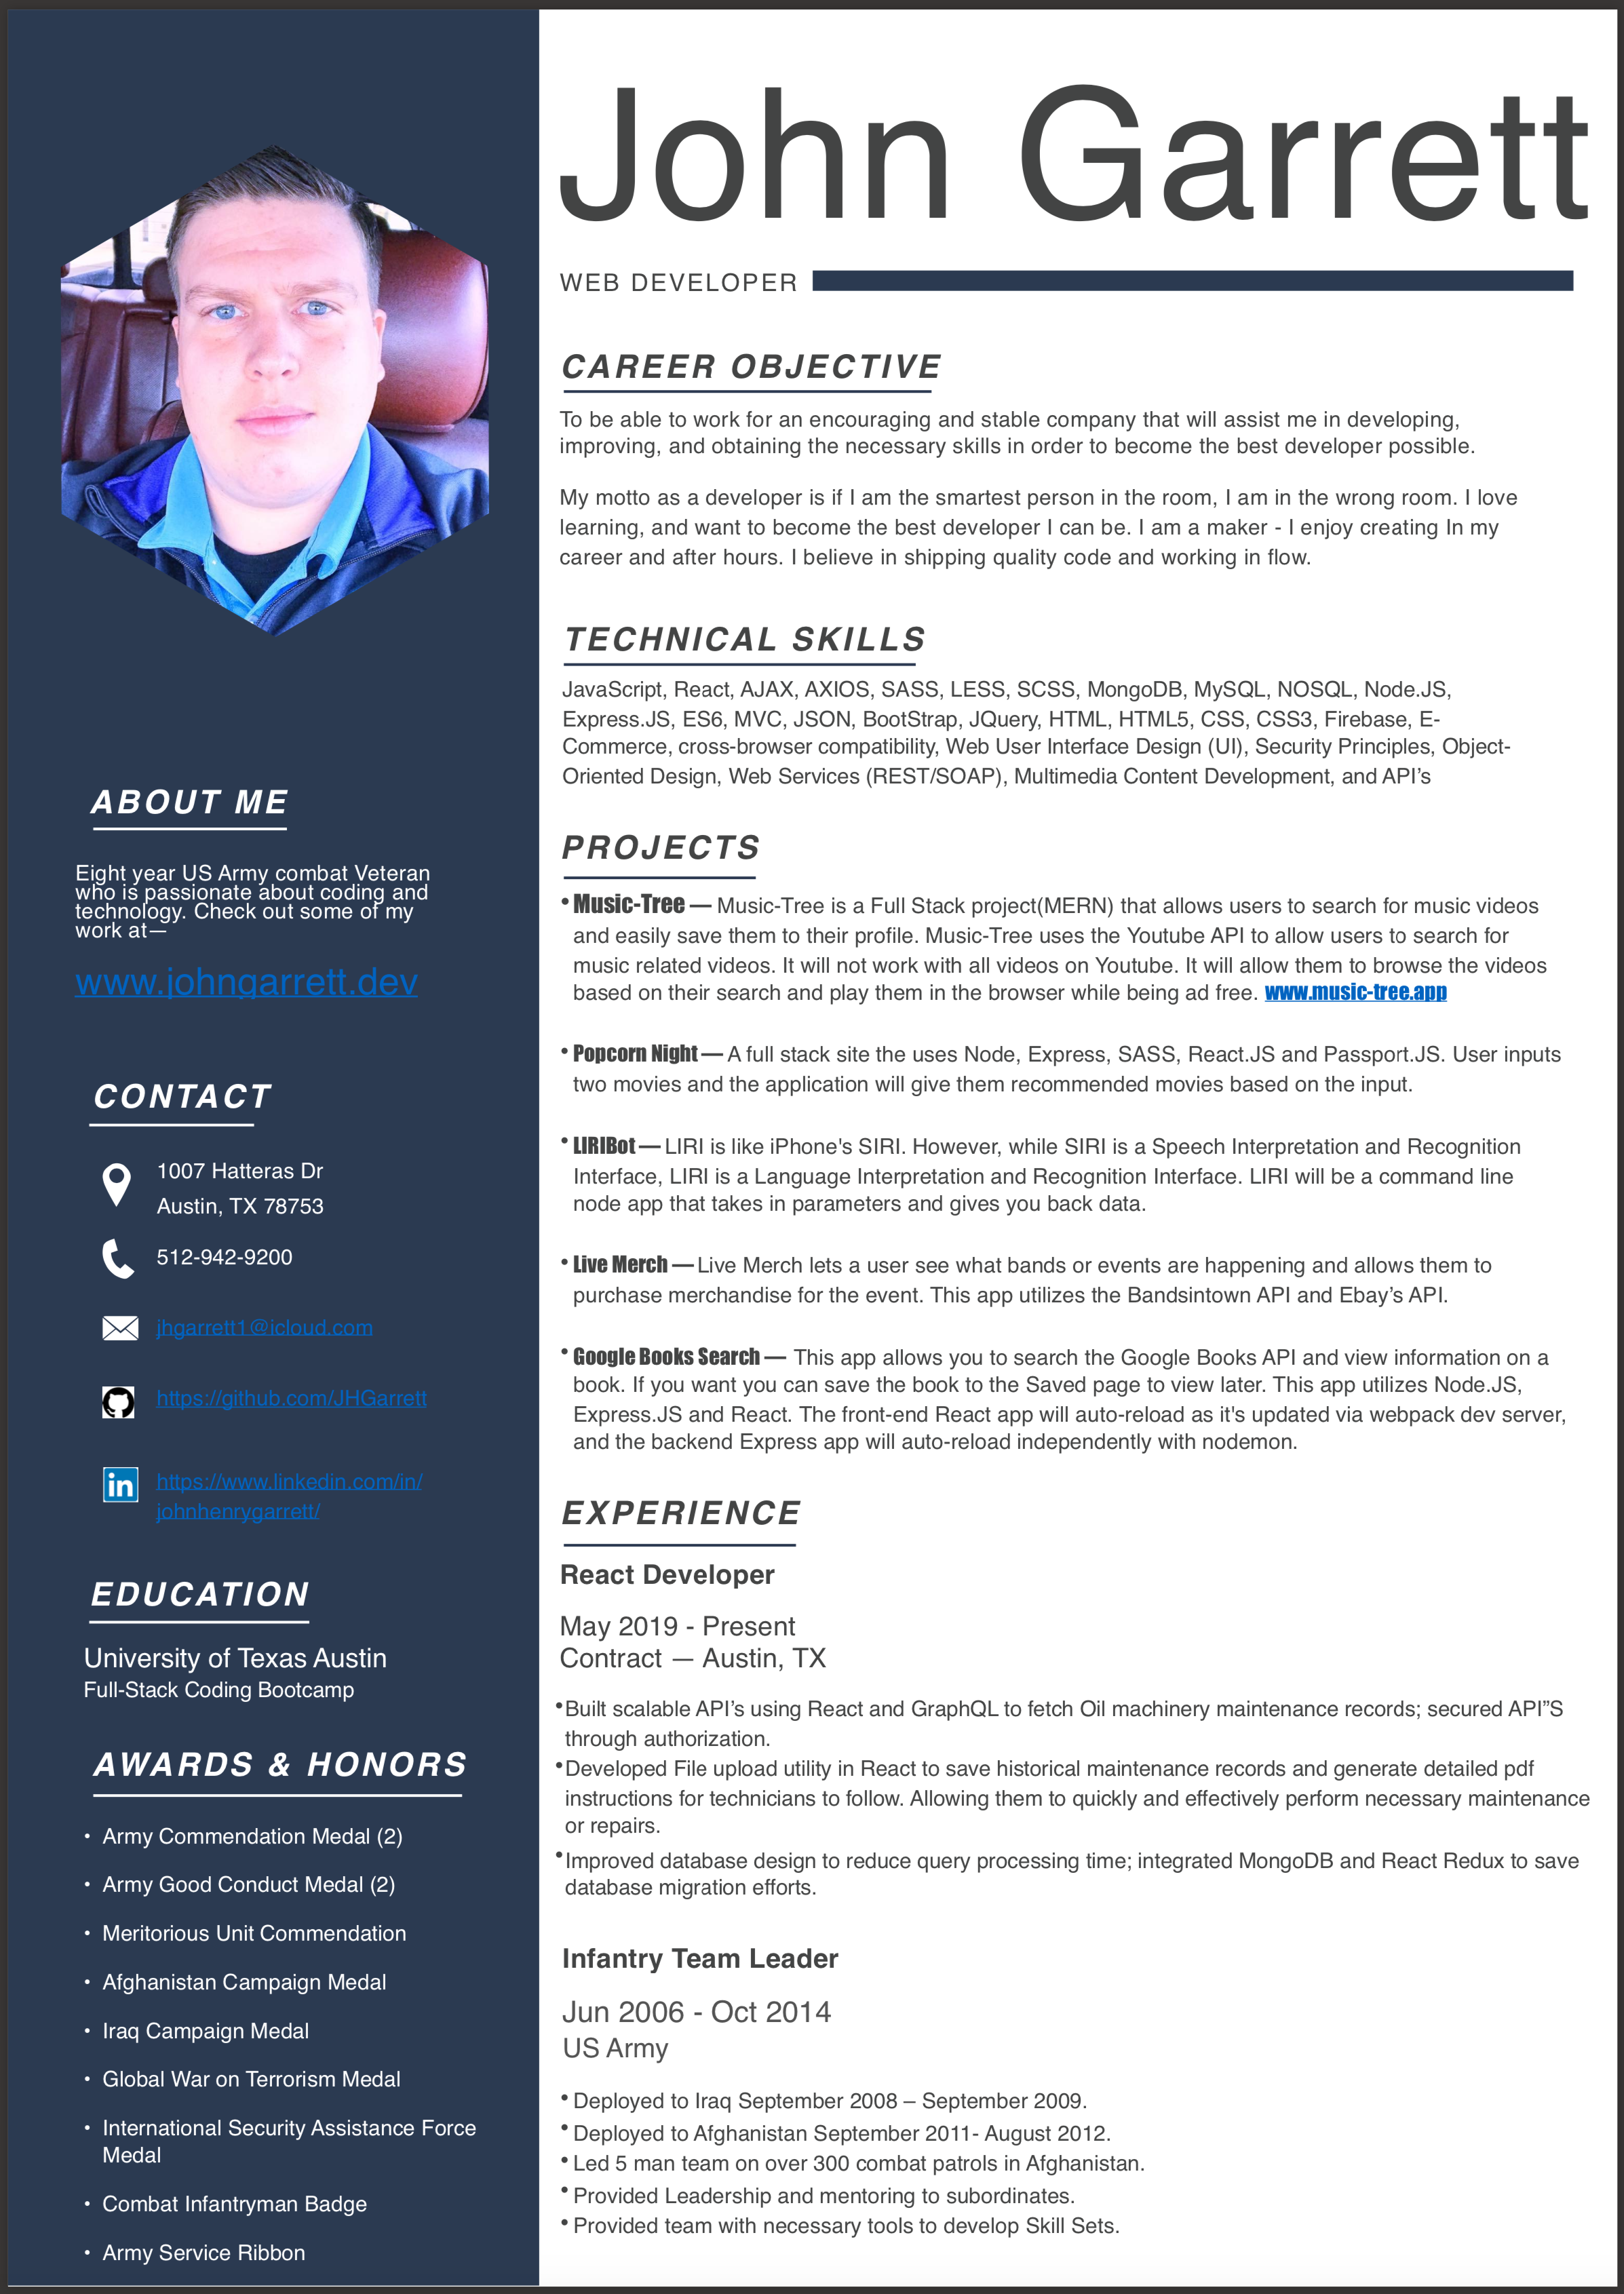 John Garrett
WEB DEVELOPER
CAREER OBJECTIVE
To be able to work for an encouraging and stable company that will assist me in developing,
improving, and obtaining the necessary skills in order to become the best developer possible.
My motto as a developer is if I am the smartest person in the room, I am in the wrong room. I love
learning, and want to become the best developer I can be. I am a maker - I enjoy creating In my
career and after hours. I believe in shipping quality code and working in flow.
TECHNICAL SKILLS
JavaScript, React, AJAX, AXIOS, SASS, LESS, SCSS, MongoDB, MySQL, NOSQL, Node.JS,
Express.JS, ES6, MVC, JSON, BootStrap, JQuery, HTML, HTML5, CSS, CSS3, Firebase, E-
Commerce, cross-browser compatibility, Web User Interface Design (UI), Security Principles, Object-
Oriented Design, Web Services (REST/SOAP), Multimedia Content Development, and API’s
PROJECTS
• Music-Tree — Music-Tree is a Full Stack project(MERN) that allows users to search for music videos
and easily save them to their profile. Music-Tree uses the Youtube API to allow users to search for
music related videos. It will not work with all videos on Youtube. It will allow them to browse the videos
based on their search and play them in the browser while being ad free. www.music-tree.app
• Popcorn Night — A full stack site the uses Node, Express, SASS, React.JS and Passport.JS. User inputs
two movies and the application will give them recommended movies based on the input.
• LIRIBot — LIRI is like iPhone's SIRI. However, while SIRI is a Speech Interpretation and Recognition
Interface, LIRI is a Language Interpretation and Recognition Interface. LIRI will be a command line
node app that takes in parameters and gives you back data.
• Live Merch — Live Merch lets a user see what bands or events are happening and allows them to
purchase merchandise for the event. This app utilizes the Bandsintown API and Ebay’s API.
• Google Books Search — This app allows you to search the Google Books API and view information on a
book. If you want you can save the book to the Saved page to view later. This app utilizes Node.JS,
Express.JS and React. The front-end React app will auto-reload as it's updated via webpack dev server,
and the backend Express app will auto-reload independently with nodemon.
EXPERIENCE
React Developer
May 2019 - Present
Contract — Austin, TX
• Built scalable API’s using React and GraphQL to fetch Oil machinery maintenance records; secured API”S
through authorization.
• Developed File upload utility in React to save historical maintenance records and generate detailed pdf
instructions for technicians to follow. Allowing them to quickly and effectively perform necessary maintenance
or repairs.
• Improved database design to reduce query processing time; integrated MongoDB and React Redux to save
database migration efforts.
Infantry Team Leader
Jun 2006 - Oct 2014
US Army
• Deployed to Iraq September 2008 – September 2009.
• Deployed to Afghanistan September 2011- August 2012.
• Led 5 man team on over 300 combat patrols in Afghanistan.
• Provided Leadership and mentoring to subordinates.
• Provided team with necessary tools to develop Skill Sets.
ABOUT ME
Eight year US Army combat Veteran
who is passionate about coding and
technology. Check out some of my
work at—
www.johngarrett.dev
CONTACT
1007 Hatteras Dr
Austin, TX 78753
512-942-9200
jhgarrett1@icloud.com
https://github.com/JHGarrett
in
https://www.linkedin.com/in/
johnhenrygarrett/
EDUCATION
University of Texas Austin
Full-Stack Coding Bootcamp
AWARDS & HONORS
• Army Commendation Medal (2)
• Army Good Conduct Medal (2)
• Meritorious Unit Commendation
• Afghanistan Campaign Medal
• Iraq Campaign Medal
• Global War on Terrorism Medal
• International Security Assistance Force
Medal
• Combat Infantryman Badge
• Army Service Ribbon